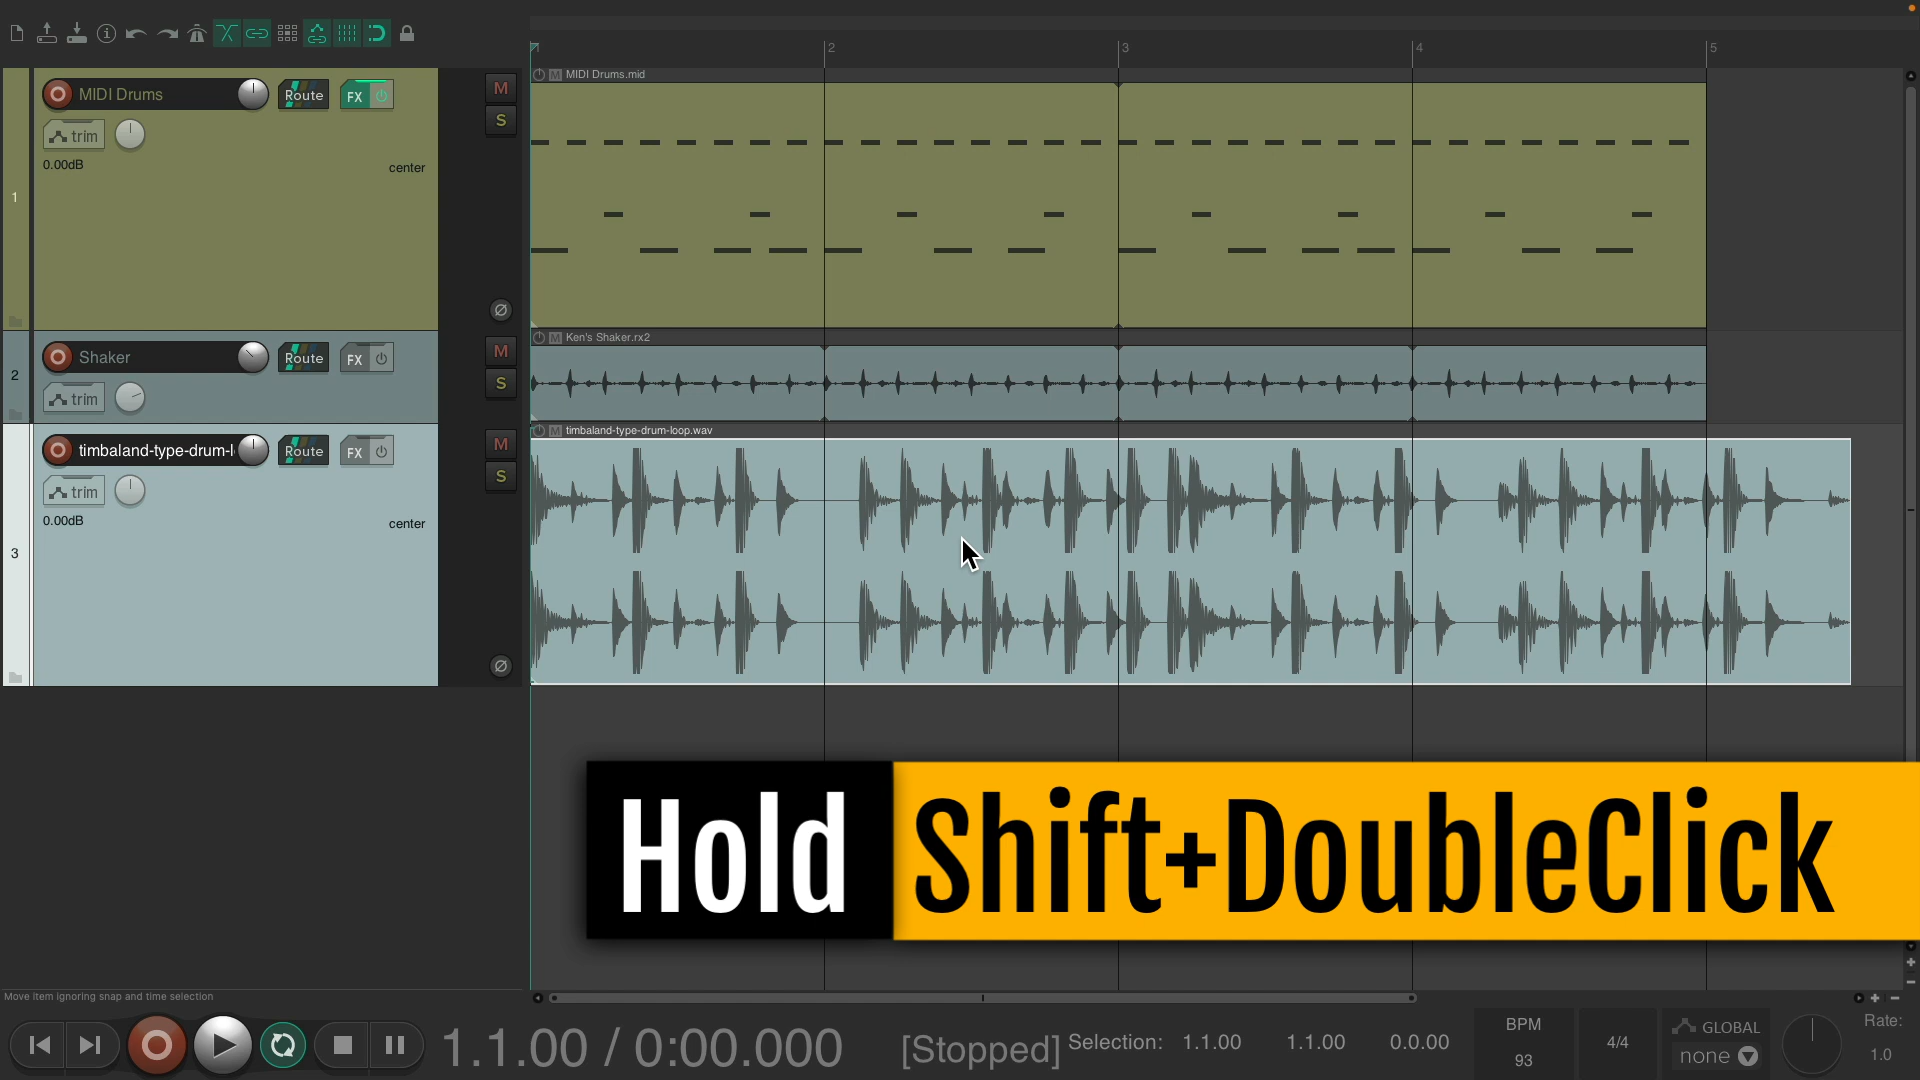 1
2
3
4
5
MIDI Drums
Route
FX
M
S
trim
0.00dB
center
1
MIDI Drums.mid
Shaker
Route
FX
M
S
trim
2
Ken's Shaker.rx2
timbaland-type-drum-l
Route
FX
M
S
trim
0.00dB
center
3
timbaland-type-drum-loop.wav
Hold Shift+DoubleClick
Move item ignoring snap and time selection
1.1.00 / 0:00.000
[Stopped]
Selection: 1.1.00 1.1.00 0.0.00
BPM
93
4/4
GLOBAL
none
Rate:
1.0